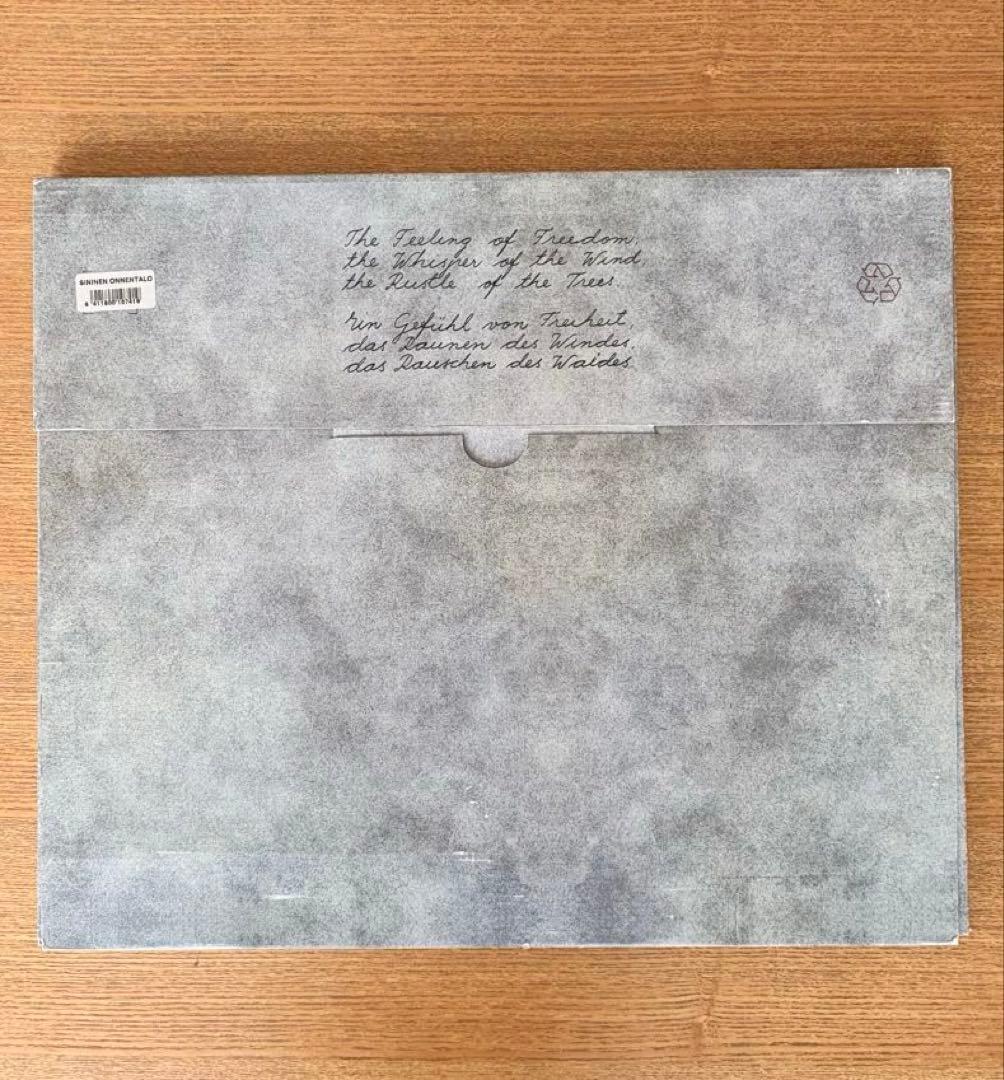 The Feeling of Freedom,
the Whisper of the Wind,
the Rustle of the Trees
SININEN ONNENTALO
Ein Gefühl von Freiheit,
das Raunen des Windes,
das Rauschen des Waldes